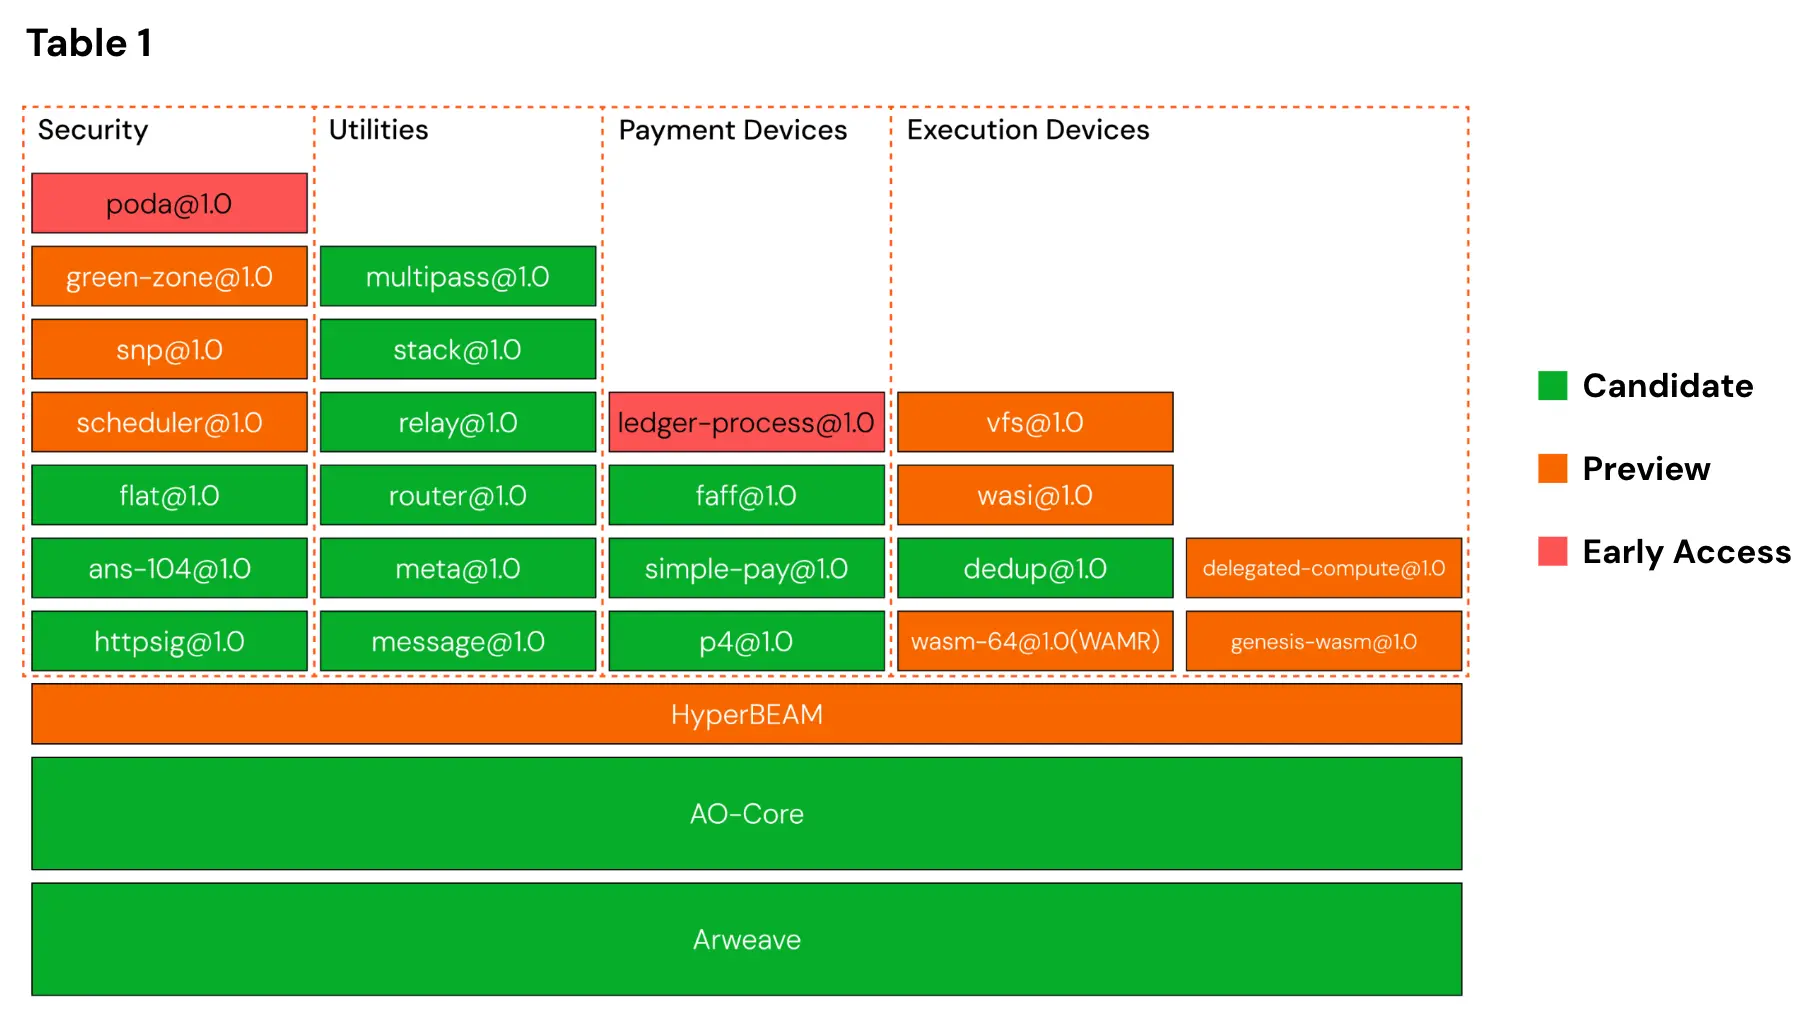 Table 1
Security
Utilities
Payment Devices
Execution Devices
poda@1.0
green-zone@1.0
multipass@1.0
snp@1.0
stack@1.0
scheduler@1.0
relay@1.0
ledger-process@1.0
vfs@1.0
flat@1.0
router@1.0
faff@1.0
wasi@1.0
ans-104@1.0
meta@1.0
simple-pay@1.0
dedup@1.0
delegated-compute@1.0
httpsig@1.0
message@1.0
p4@1.0
wasm-64@1.0(WAMR)
genesis-wasm@1.0
HyperBEAM
AO-Core
Arweave
Candidate
Preview
Early Access